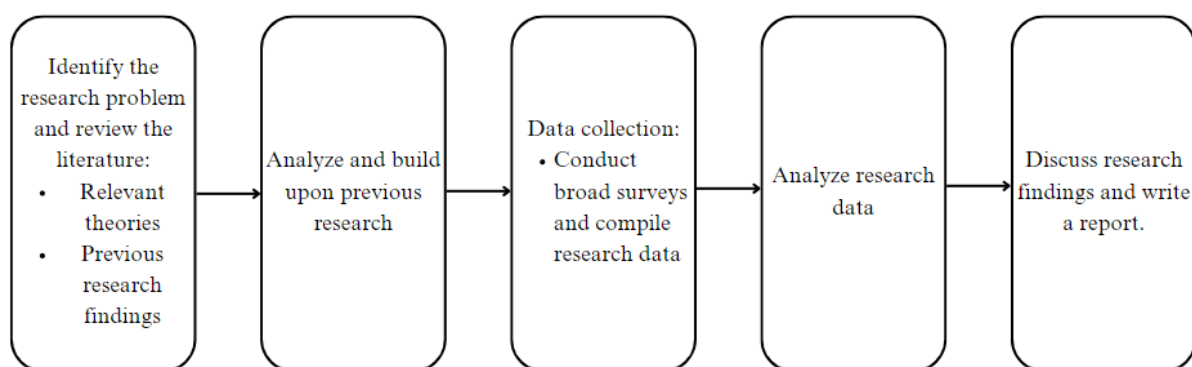 Identify the
research problem
and review the
literature:
• Relevant
theories
• Previous
research
findings
Analyze and build
upon previous
research
Data collection:
• Conduct
broad surveys
and compile
research data
Analyze research
data
Discuss research
findings and write
a report.